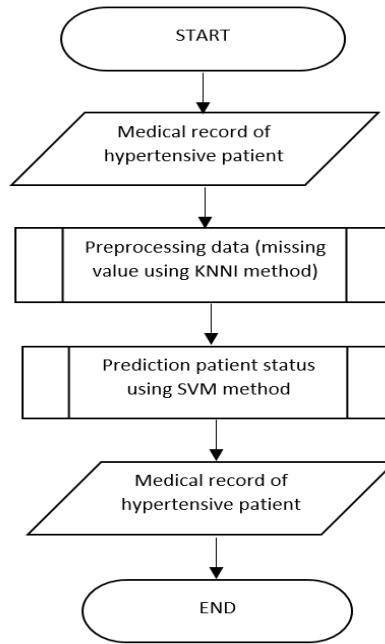 START
Medical record of
hypertensive patient
Preprocessing data (missing
value using KNNI method)
Prediction patient status
using SVM method
Medical record of
hypertensive patient
END